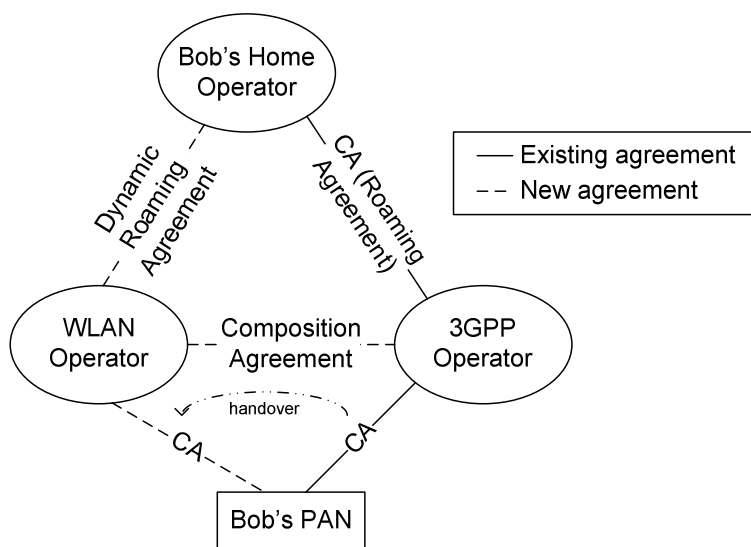 Bob's Home
Operator
Existing agreement
New agreement
Dynamic
Roaming
Agreement
CA (Roaming
Agreement)
WLAN
Operator
Composition
Agreement
3GPP
Operator
handover
CA
CA
Bob's PAN